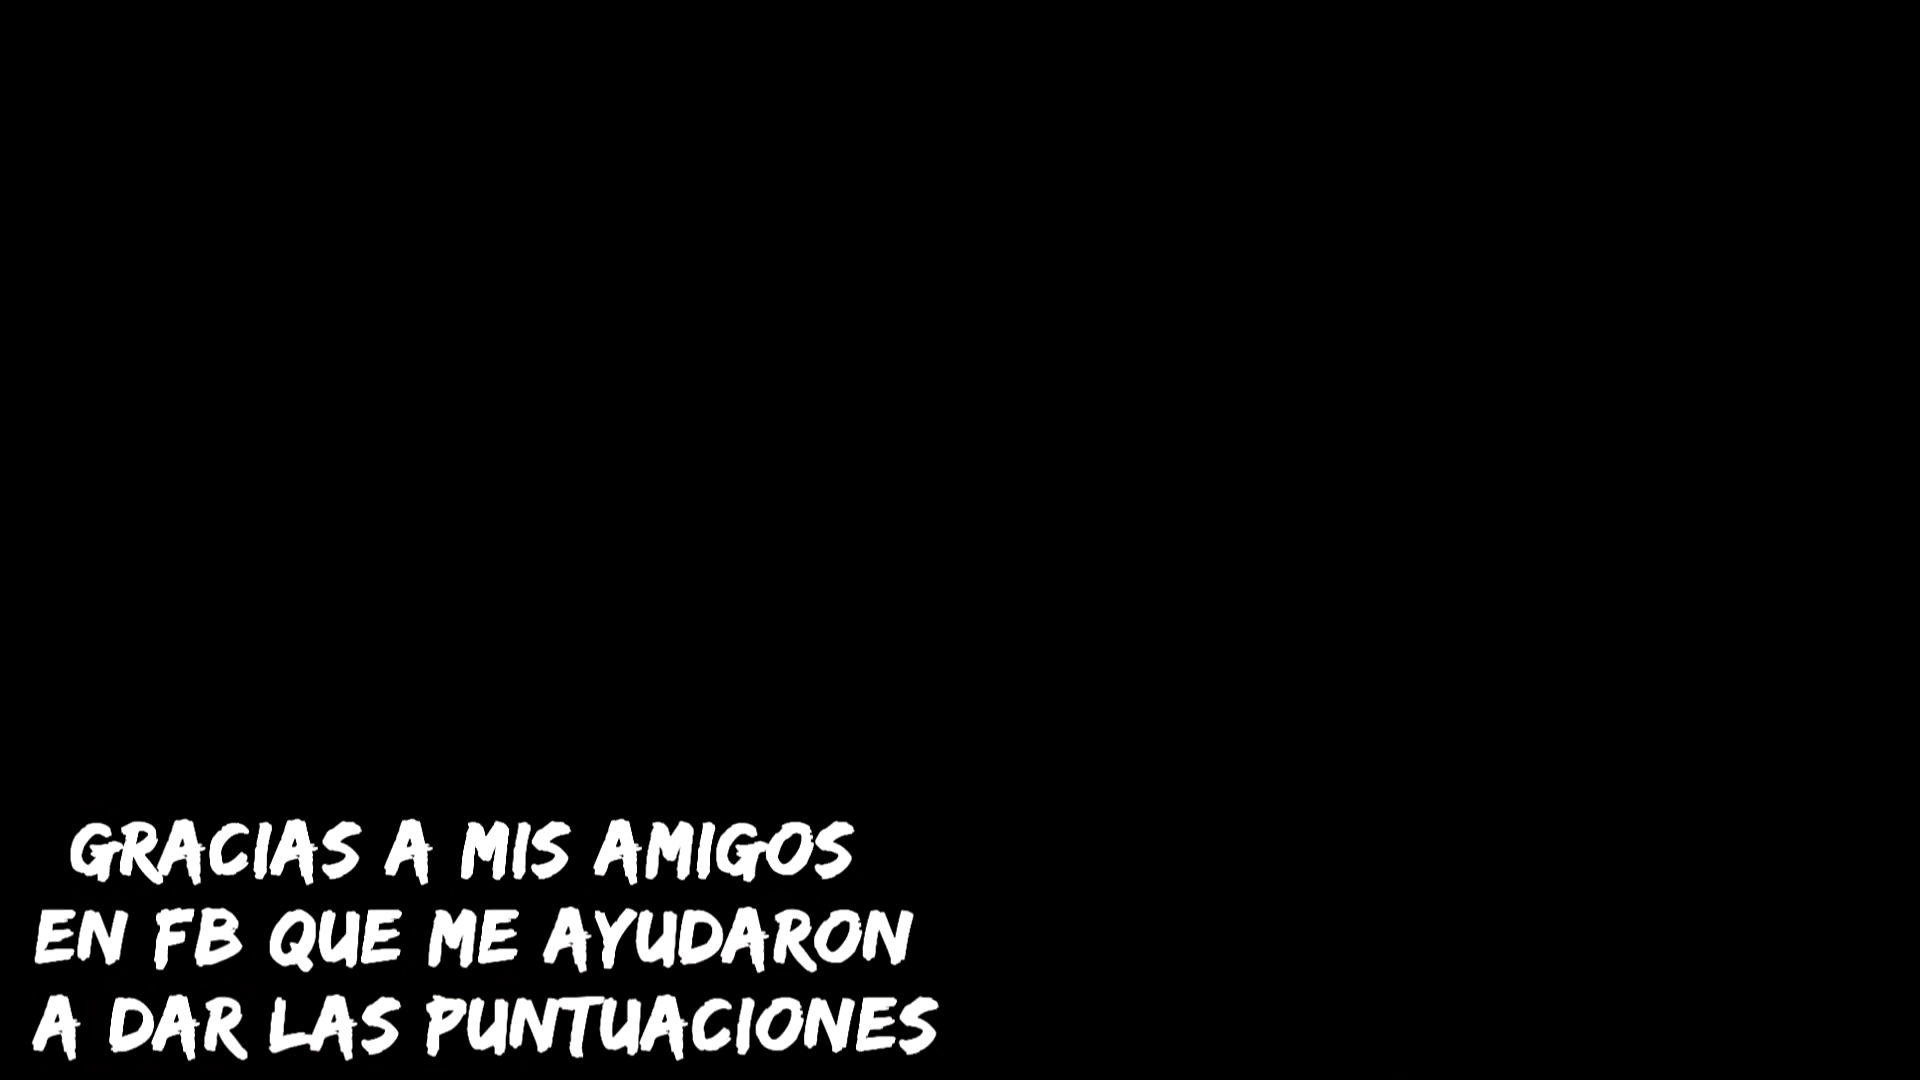 GRACIAS A MIS AMIGOS
EN FB QUE ME AYUDARON
A DAR LAS PUNTUACIONES